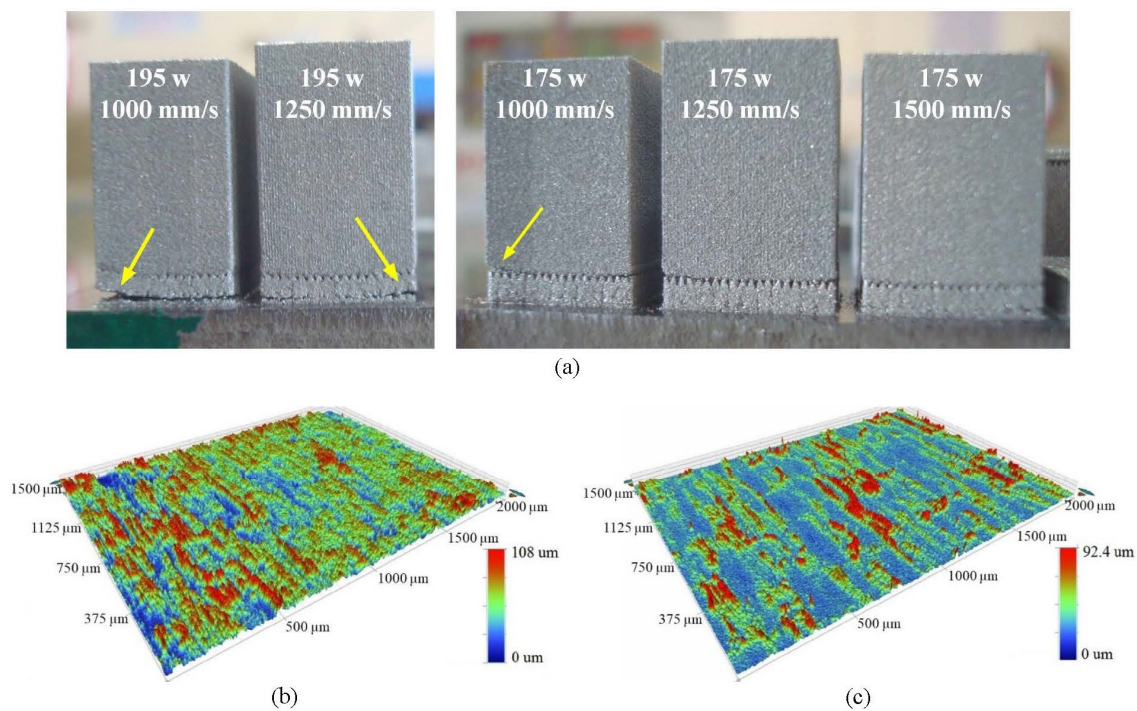 195 w
1000 mm/s
195 w
1250 mm/s
175 w
1000 mm/s
175 w
1250 mm/s
175 w
1500 mm/s
(a)
1500 µm
1125 µm
750 µm
375 µm
500 µm
1000 µm
1500 µm
2000 µm
108 um
0 um
(b)
1500 µm
1125 µm
750 µm
375 µm
500 µm
1000 µm
1500 µm
2000 µm
92.4 um
0 um
(c)